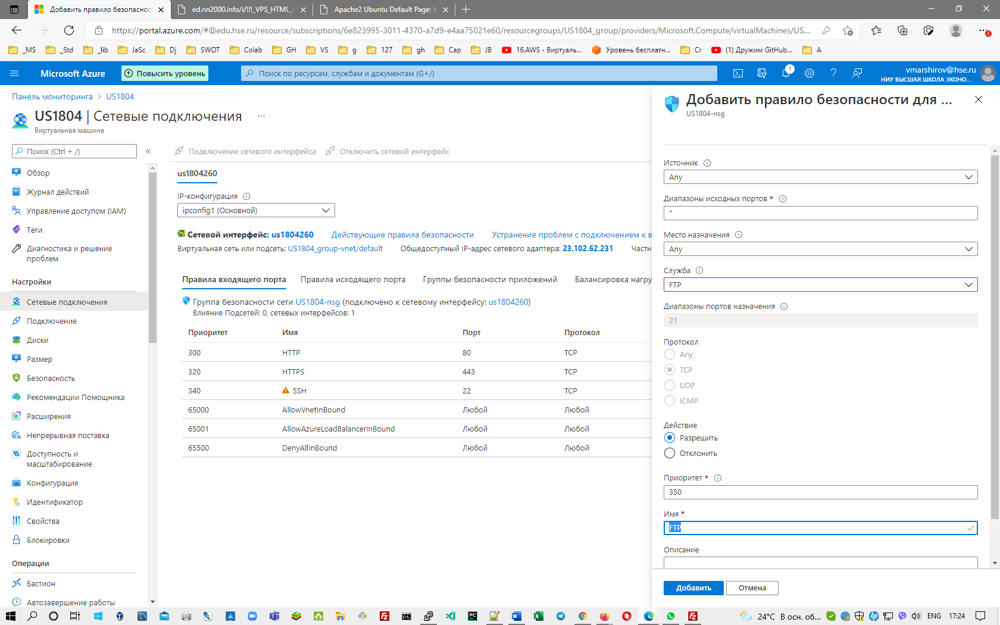 Добавить правило безопасност
ed.nn2000.info/i/!!!_VPS_HTML_
Apache2 Ubuntu Default Page: It
https://portal.azure.com/#@edu.hse.ru/resource/subscriptions/6e823995-3011-4370-a7d9-e4aa75021e60/resourcegroups/US1804_group/providers/Microsoft.Compute/virtualMachines/US...
_MS
_Std
_lib
JaSc
Dj
SWOT
Colab
GH
VS
g
127
gh
Cap
JB
16.AWS - Виртуаль...
Уровень бесплатн...
Cr
(1) Дружим GitHub...
A
Microsoft Azure
Повысить уровень
Поиск по ресурсам, службам и документам (G+/)
1
vmarshirov@hse.ru
НИУ ВЫСШАЯ ШКОЛА ЭКОНО...
Панель мониторинга > US1804
US1804 | Сетевые подключения ...
Виртуальная машина
Поиск (Ctrl + /)
«
Обзор
Журнал действий
Управление доступом (IAM)
Теги
Диагностика и решение
проблем
Настройки
Сетевые подключения
Подключение
Диски
Размер
Безопасность
Рекомендации Помощника
Расширения
Непрерывная поставка
Доступность и
масштабирование
Конфигурация
Идентификатор
Свойства
Блокировки
Операции
Бастион
Автозавершение работы
Подключение сетевого интерфейса
Отключить сетевой интерфейс
us1804260
IP-конфигурация
ipconfig1 (Основной)
Сетевой интерфейс: us1804260
Действующие правила безопасности
Устранение проблем с подключением к в
Виртуальная сеть или подсеть: US1804_group-vnet/default
Общедоступный IP-адрес сетевого адаптера: 23.102.62.231
Частн
Правила входящего порта
Правила исходящего порта
Группы безопасности приложений
Балансировка нагру
Группа безопасности сети US1804-nsg (подключено к сетевому интерфейсу: us1804260)
Влияние Подсетей: 0, сетевых интерфейсов: 1
Приоритет Имя Порт Протокол
300 HTTP 80 TCP
320 HTTPS 443 TCP
340 SSH 22 TCP
65000 AllowVnetInBound Любой Любой
65001 AllowAzureLoadBalancerInBound Любой Любой
65500 DenyAllInBound Любой Любой
Добавить правило безопасности для ...
US1804-nsg
Источник
Any
Диапазоны исходных портов *
*
Место назначения
Any
Служба
FTP
Диапазоны портов назначения
21
Протокол
Any
TCP
UDP
ICMP
Действие
Разрешить
Отклонить
Приоритет *
350
Имя *
FTP
Описание
Добавить
Отмена
24°C В осн. об...
ENG
17:24